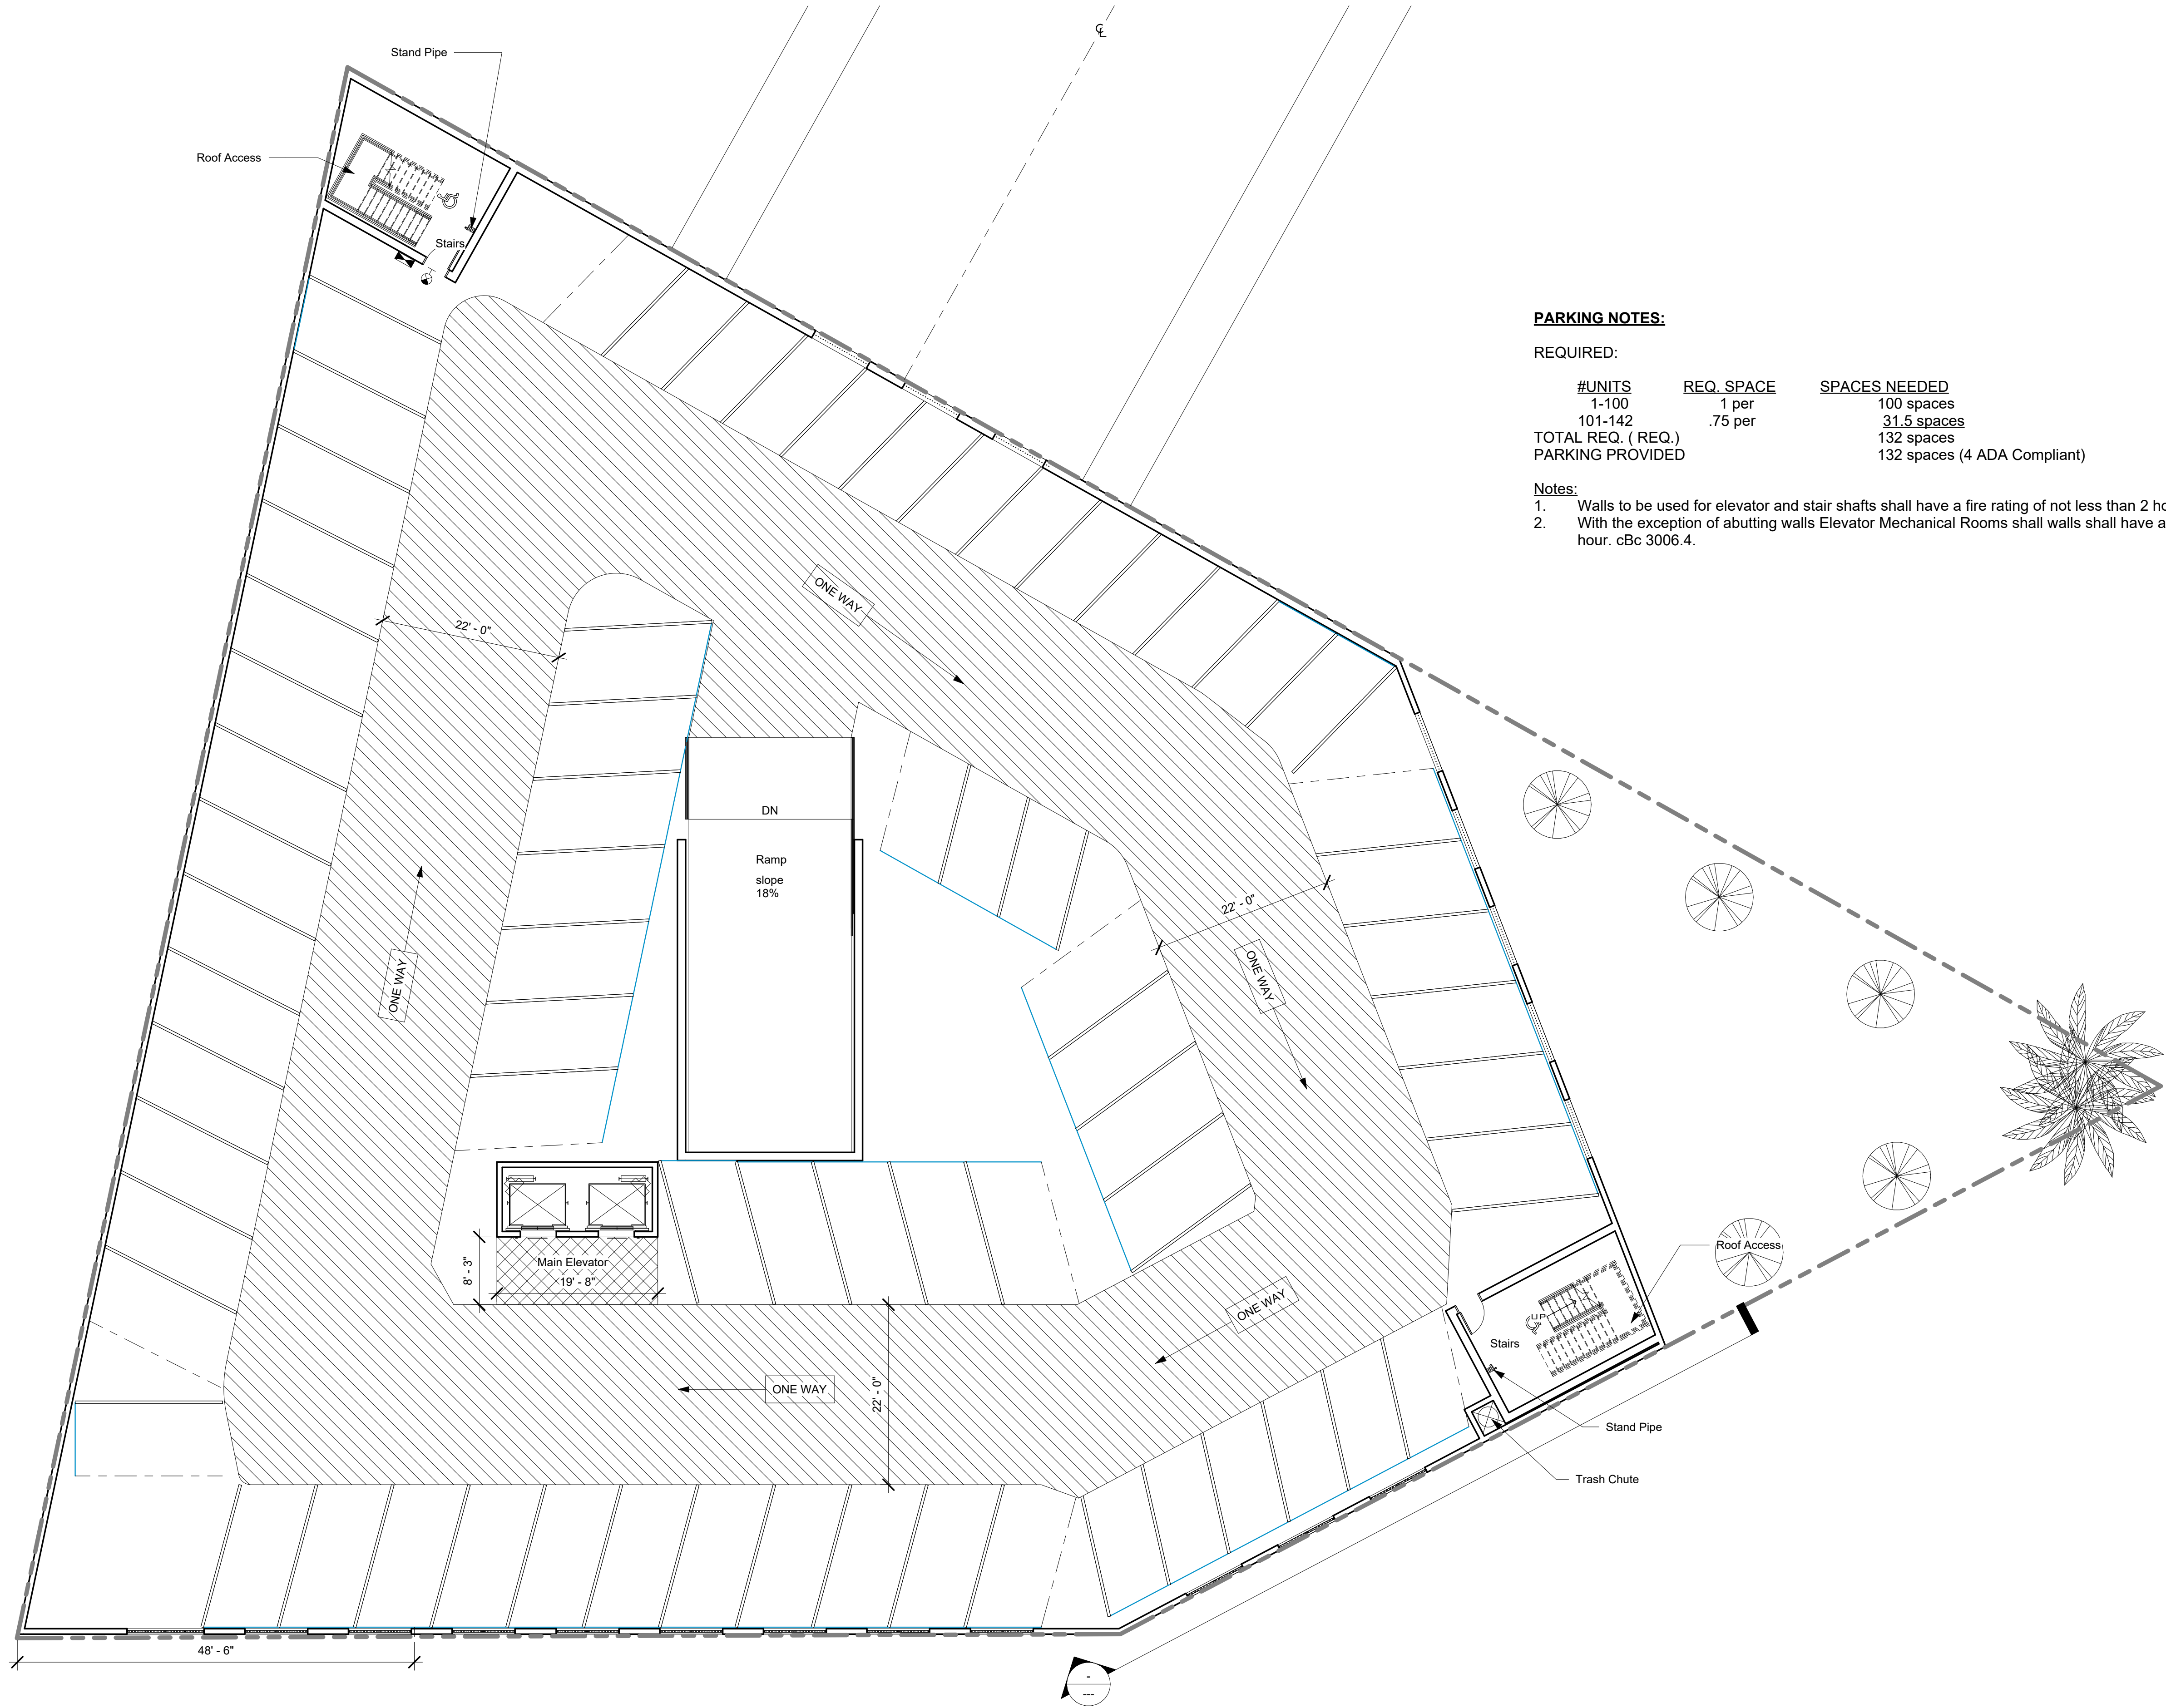 ℄
Stand Pipe
Roof Access
Stairs
PARKING NOTES:
REQUIRED:
#UNITS REQ. SPACE SPACES NEEDED
1-100 1 per 100 spaces
101-142 .75 per 31.5 spaces
TOTAL REQ. ( REQ.) 132 spaces
PARKING PROVIDED 132 spaces (4 ADA Compliant)
Notes:
1. Walls to be used for elevator and stair shafts shall have a fire rating of not less than 2
2. With the exception of abutting walls Elevator Mechanical Rooms shall walls shall have a
hour. cBc 3006.4.
ONE WAY
22' - 0"
DN
Ramp
slope
18%
22' - 0"
ONE WAY
ONE WAY
Main Elevator
8' - 3"
19' - 8"
ONE WAY
Roof Access
UP
Stairs
ONE WAY
22' - 0"
Stand Pipe
Trash Chute
48' - 6"
-
---